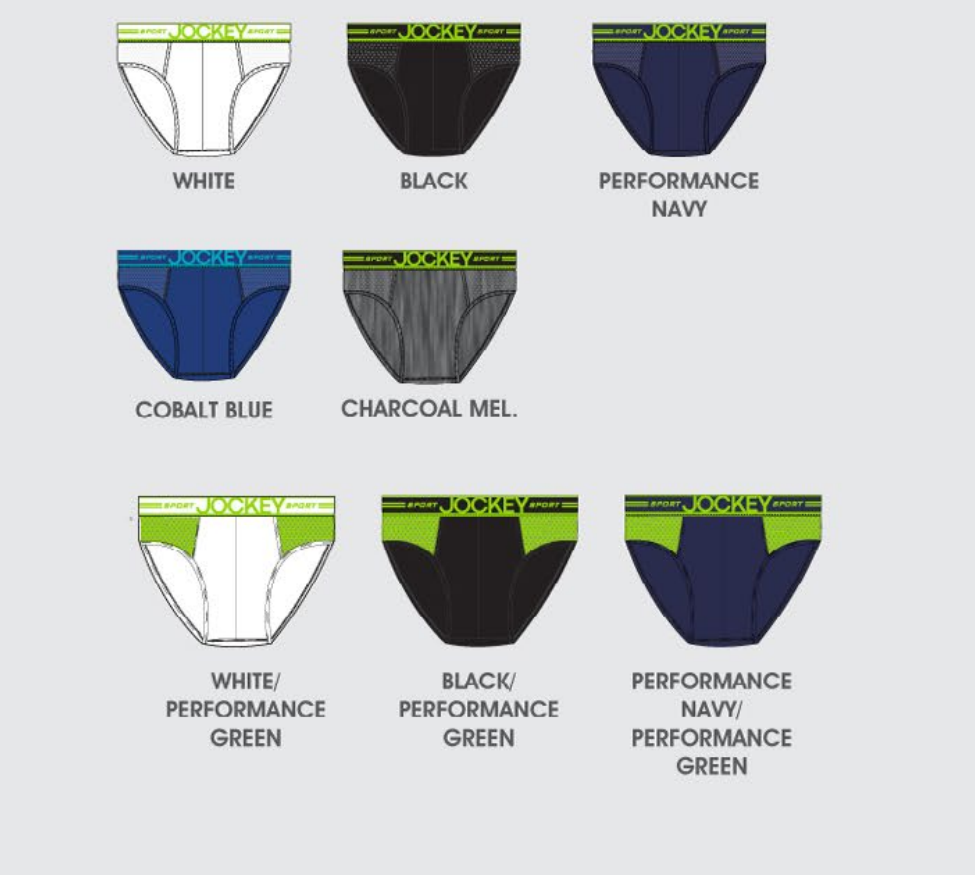 SPORT JOCKEY SPORT
SPORT JOCKEY SPORT
SPORT JOCKEY SPORT
WHITE
BLACK
PERFORMANCE
NAVY
SPORT JOCKEY SPORT
SPORT JOCKEY SPORT
COBALT BLUE
CHARCOAL MEL.
SPORT JOCKEY SPORT
SPORT JOCKEY SPORT
SPORT JOCKEY SPORT
WHITE/
PERFORMANCE
GREEN
BLACK/
PERFORMANCE
GREEN
PERFORMANCE
NAVY/
PERFORMANCE
GREEN